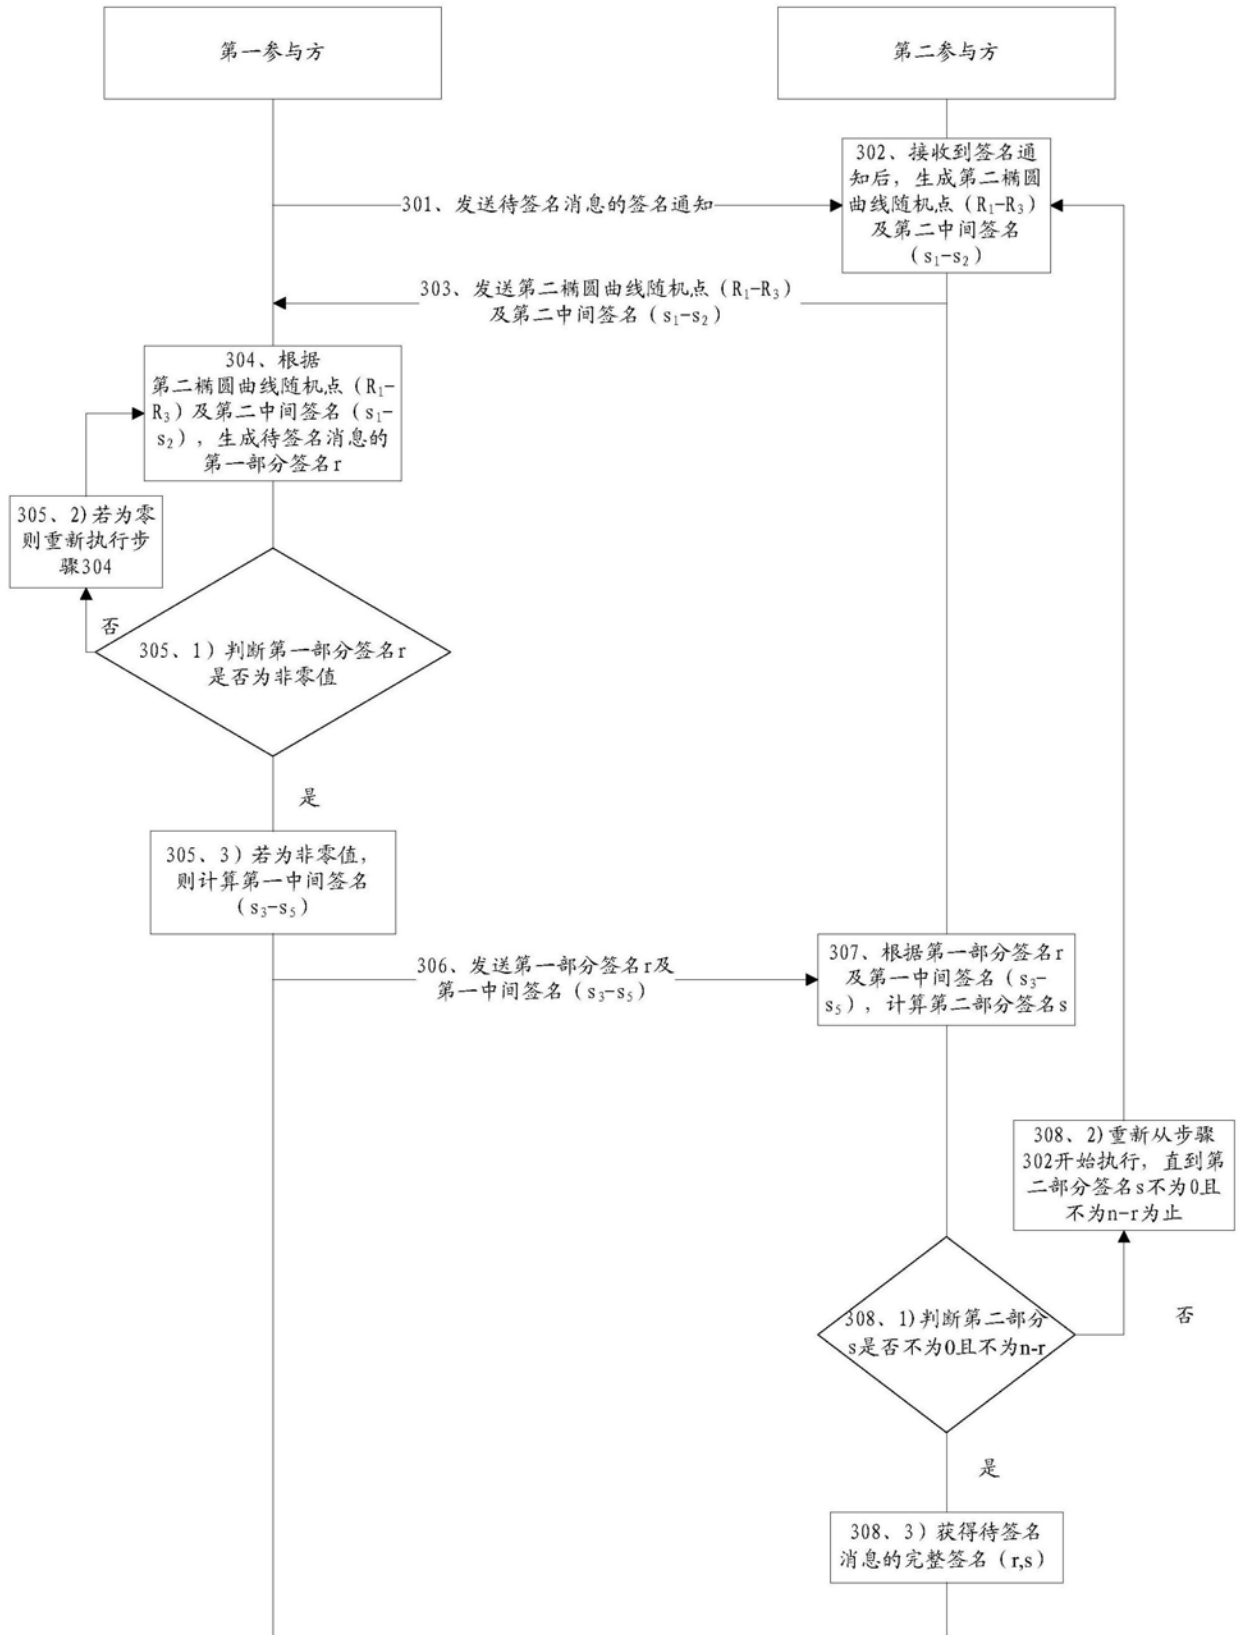 第一参与方
第二参与方
302、接收到签名通
知后，生成第二椭圆
曲线随机点（R₁-R₃）
及第二中间签名
（s₁-s₂）
301、发送待签名消息的签名通知
303、发送第二椭圆曲线随机点（R₁-R₃）
及第二中间签名（s₁-s₂）
304、根据
第二椭圆曲线随机点（R₁-
R₃）及第二中间签名（s₁-
s₂），生成待签名消息的
第一部分签名r
305、2)若为零
则重新执行步
骤304
否
305、1）判断第一部分签名r
是否为非零值
是
305、3）若为非零值，
则计算第一中间签名
（s₃-s₅）
306、发送第一部分签名r及
第一中间签名（s₃-s₅）
307、根据第一部分签名r
及第一中间签名（s₃-
s₅），计算第二部分签名s
308、2)重新从步骤
302开始执行，直到第
二部分签名s不为0且
不为n-r为止
308、1)判断第二部分
s是否不为0且不为n-r
否
是
308、3）获得待签名
消息的完整签名（r,s）